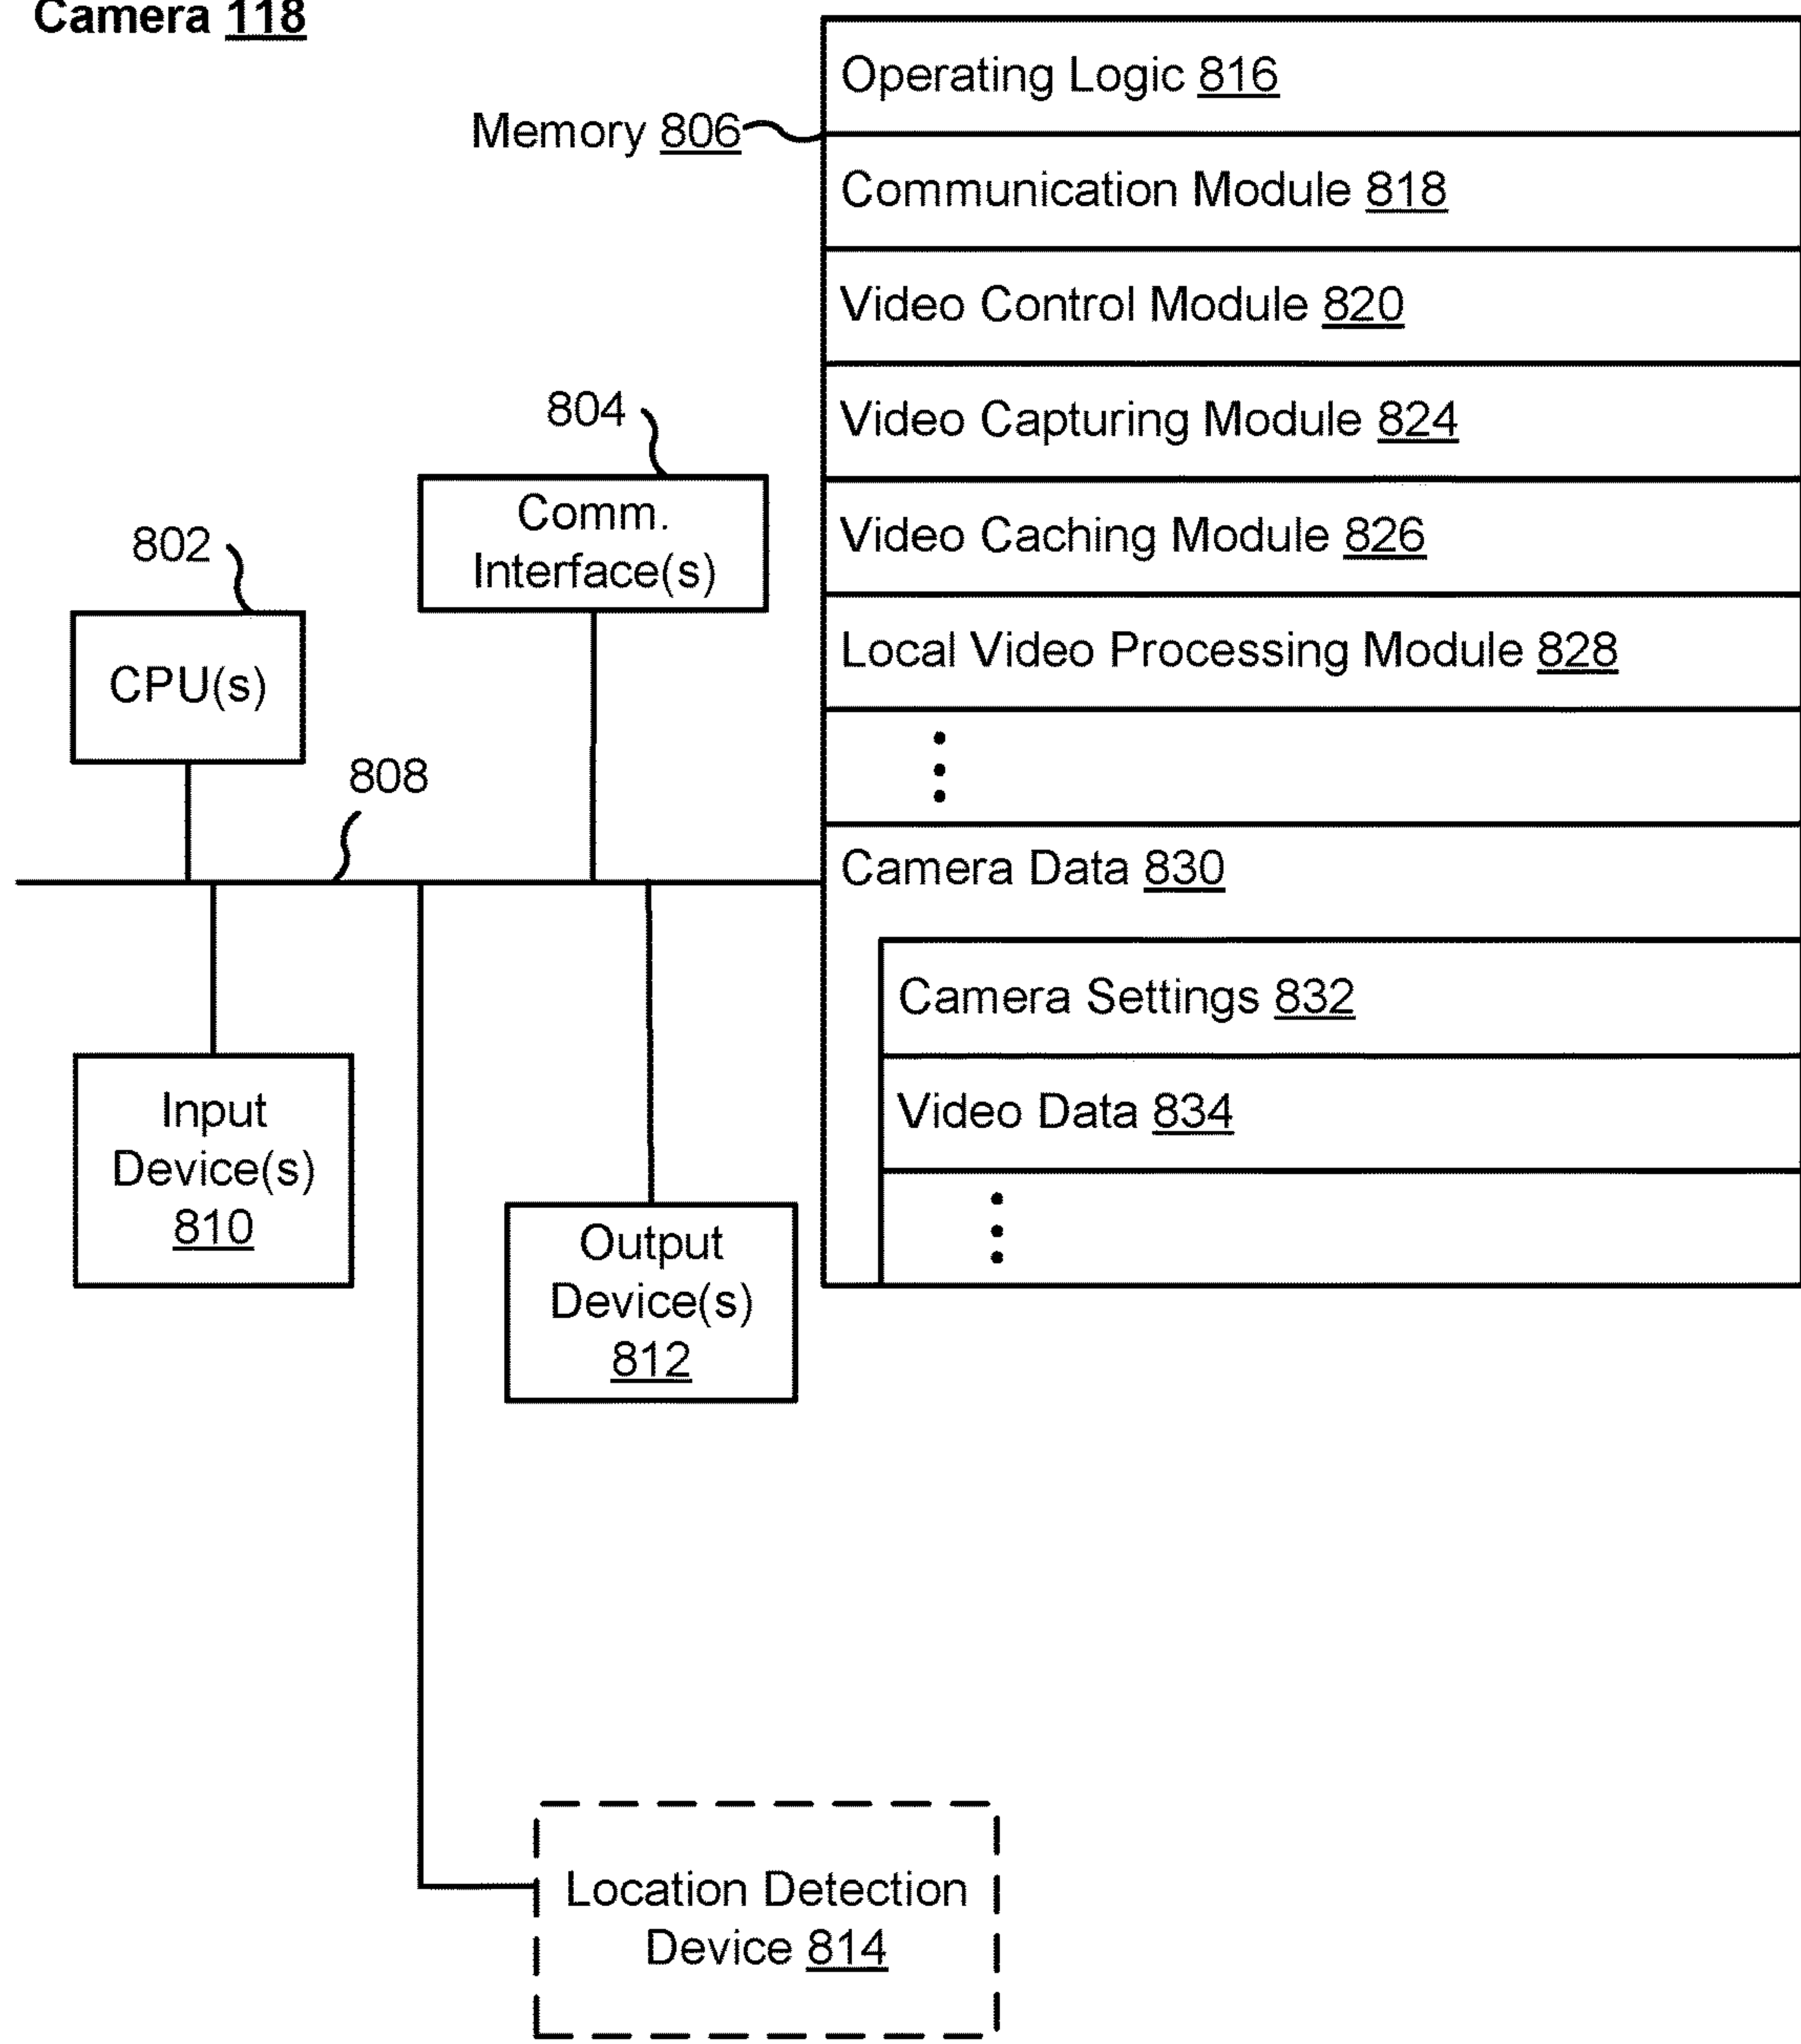 Camera 118
Operating Logic 816
Memory 806
Communication Module 818
Video Control Module 820
804
Video Capturing Module 824
Comm.
Interface(s)
802
Video Caching Module 826
CPU(s)
Local Video Processing Module 828
808
Camera Data 830
Camera Settings 832
Input
Device(s)
810
Video Data 834
Output
Device(s)
812
Location Detection
Device 814